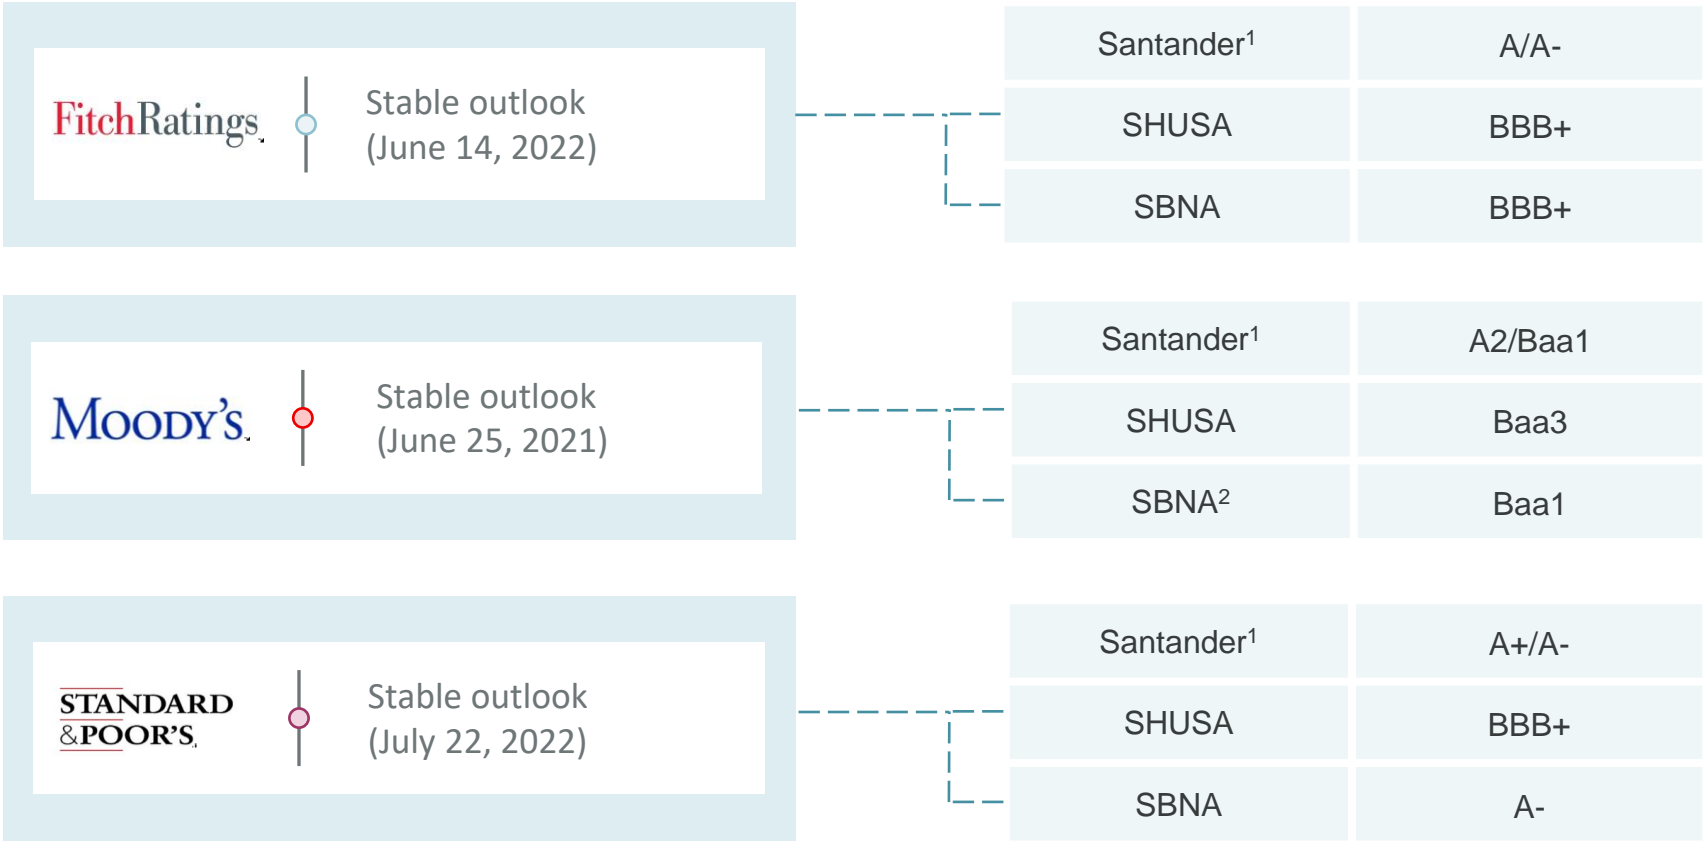 FitchRatings
Stable outlook
(June 14, 2022)
Santander¹ A/A-
SHUSA BBB+
SBNA BBB+
MOODY'S
Stable outlook
(June 25, 2021)
Santander¹ A2/Baa1
SHUSA Baa3
SBNA² Baa1
STANDARD
&POOR'S
Stable outlook
(July 22, 2022)
Santander¹ A+/A-
SHUSA BBB+
SBNA A-